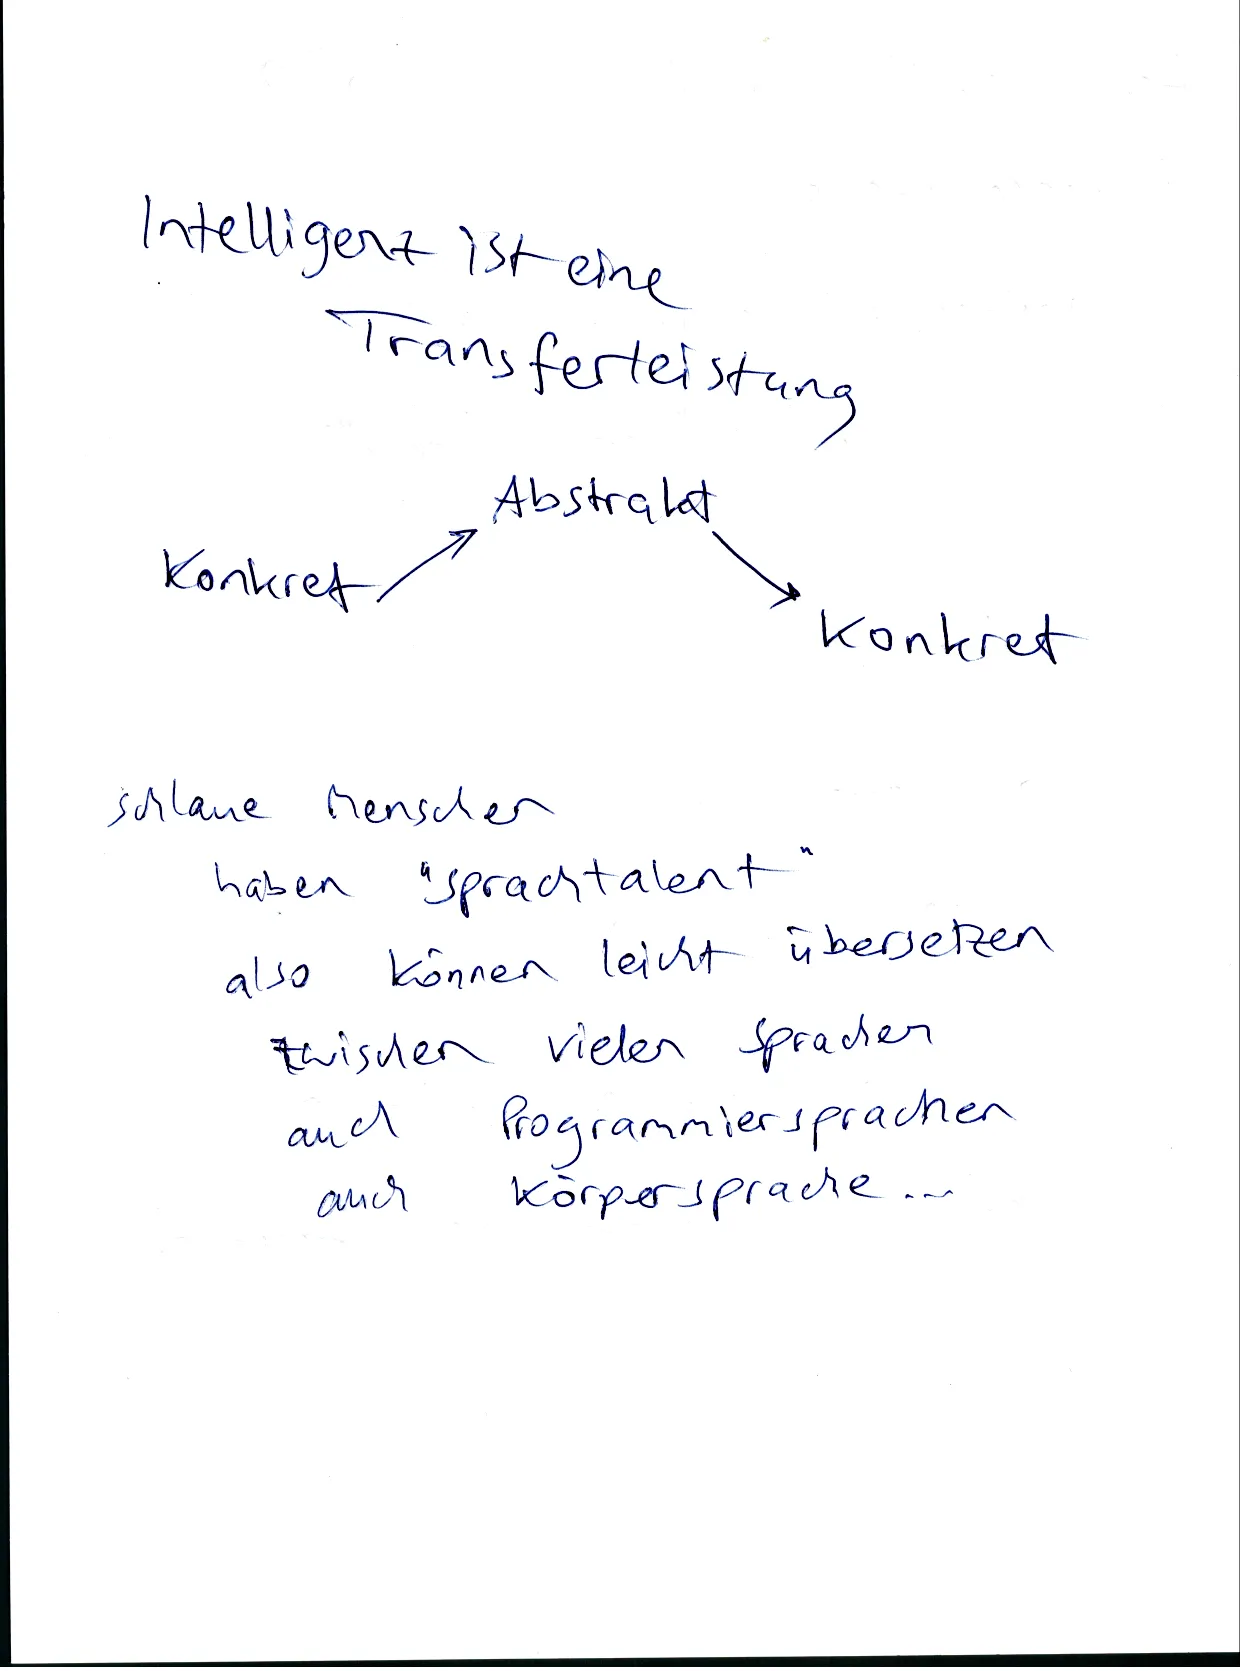 Intelligenz ist eine
Transferleistung
Abstrakt
Konkret
Konkret
schlaue Menschen
haben "sprachtalent"
also können leicht übersetzen
zwischen vielen Sprachen
auch Programmiersprachen
auch Körpersprache...